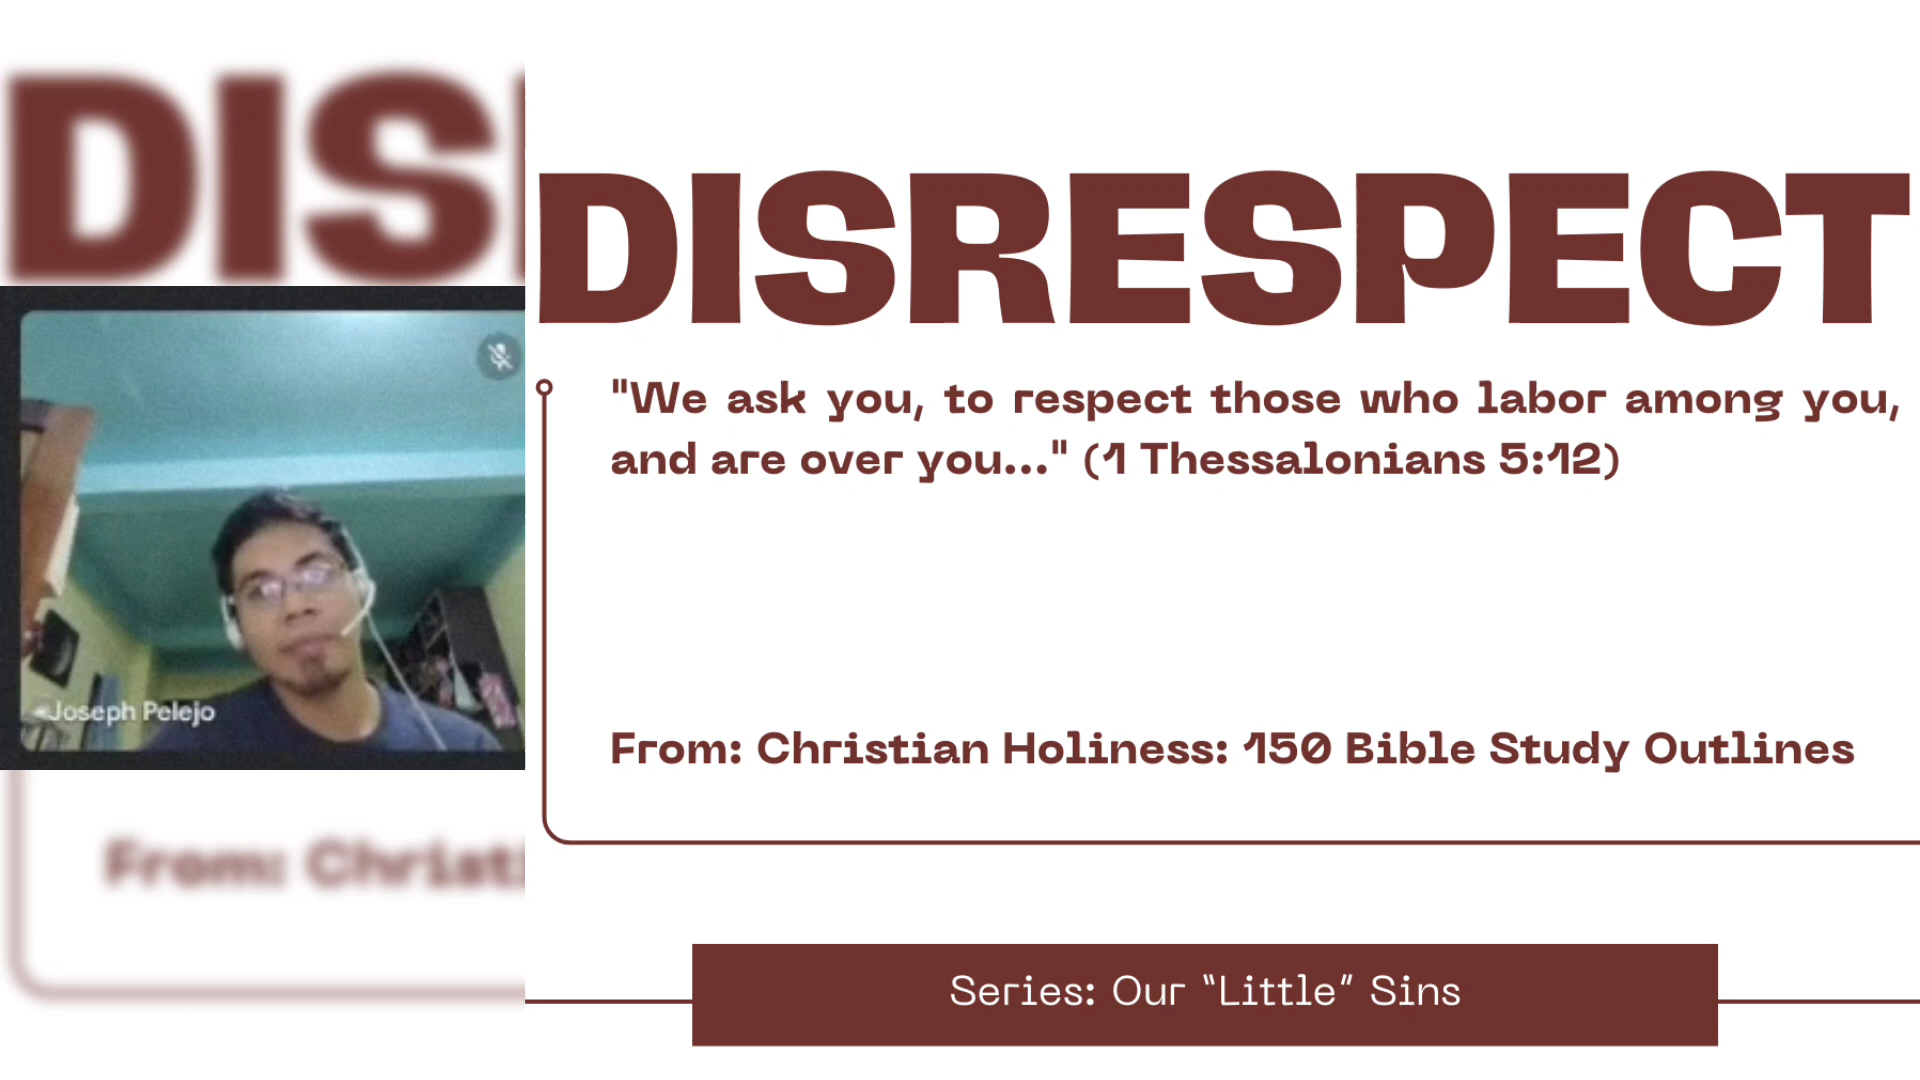 DISRESPECT
"We ask you, to respect those who labor among you,
and are over you..." (1 Thessalonians 5:12)
From: Christian Holiness: 150 Bible Study Outlines
Series: Our “Little” Sins
DIS
Joseph Pelejo
From: Christi